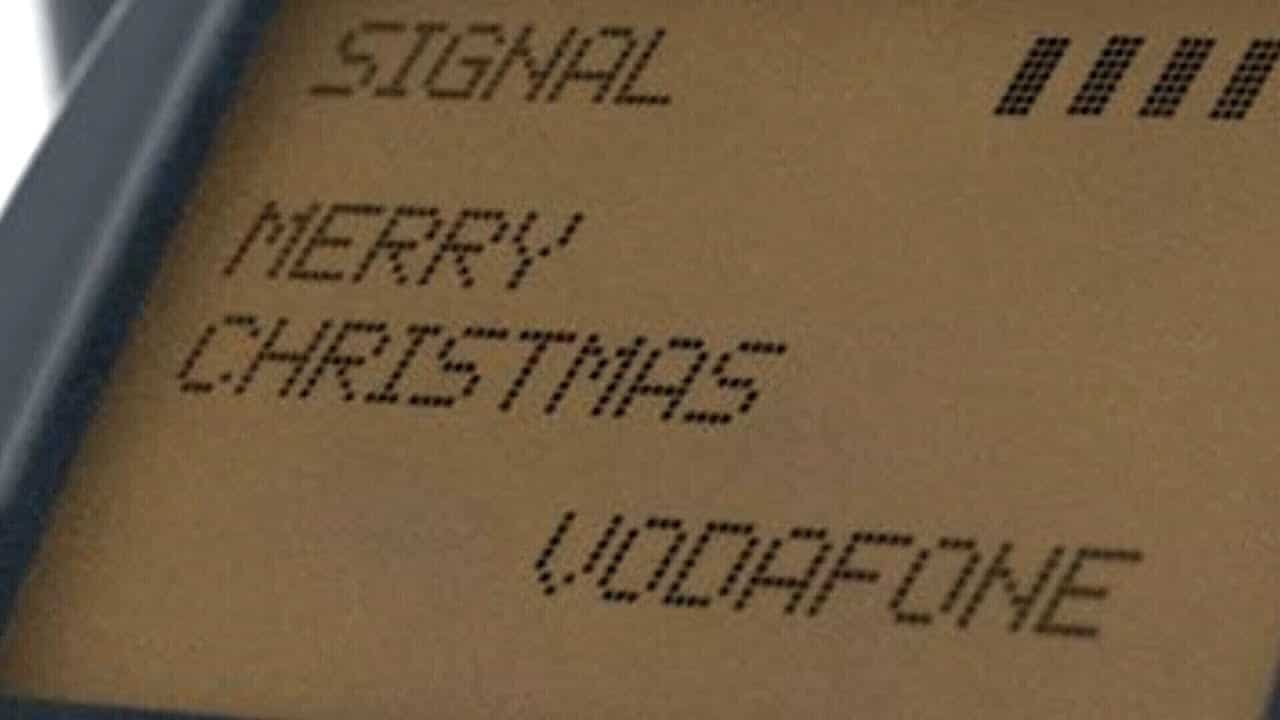 SIGNAL
MERRY
CHRISTMAS
VODAFONE